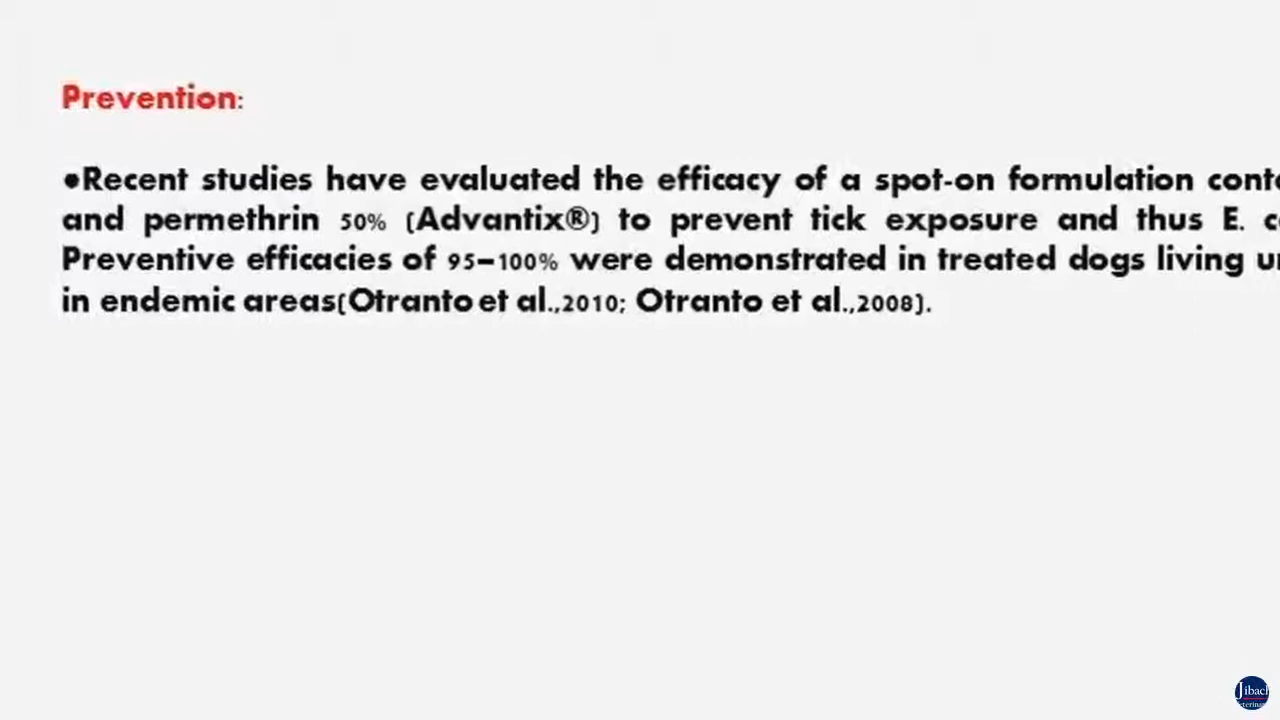 Prevention:
•Recent studies have evaluated the efficacy of a spot-on formulation
and permethrin 50% (Advantix®) to prevent tick exposure and thus E.
Preventive efficacies of 95–100% were demonstrated in treated dogs living
in endemic areas(Otranto et al.,2010; Otranto et al.,2008).